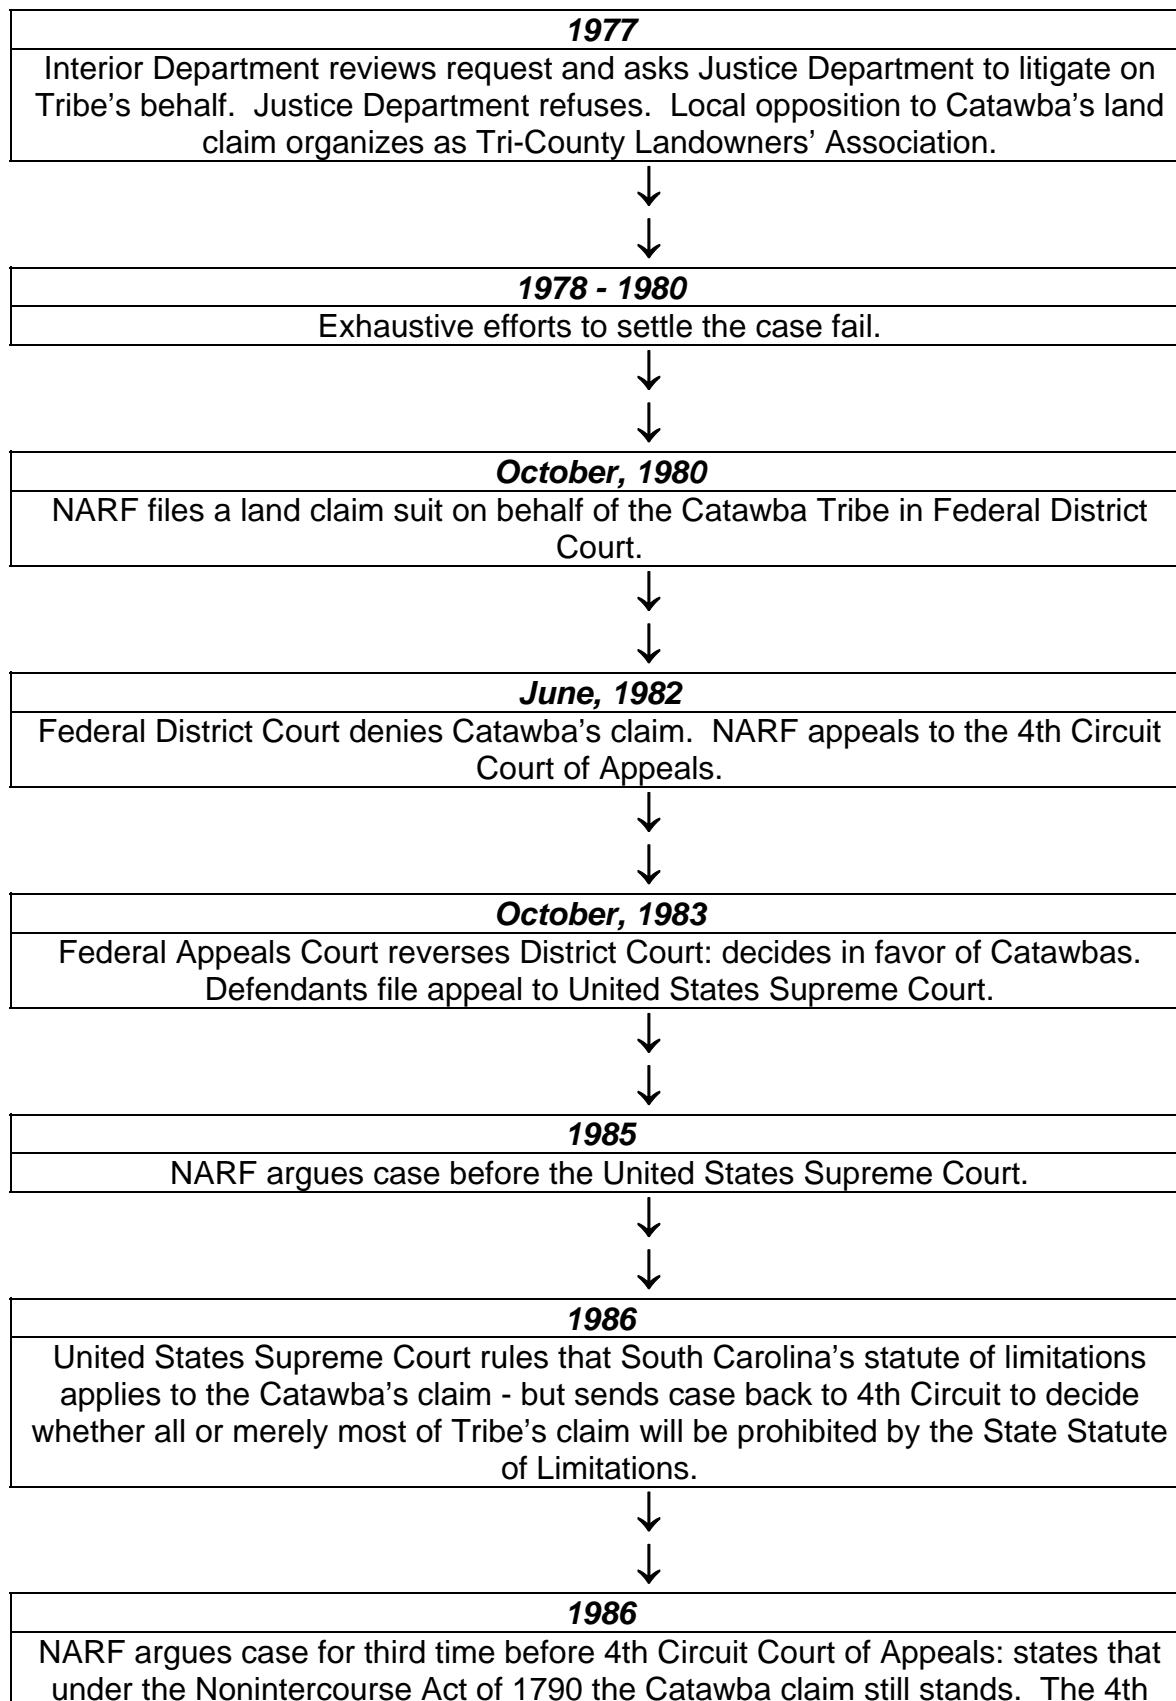 1977
Interior Department reviews request and asks Justice Department to litigate on
Tribe's behalf.  Justice Department refuses.  Local opposition to Catawba's land
claim organizes as Tri-County Landowners' Association.
↓
↓
1978 - 1980
Exhaustive efforts to settle the case fail.
↓
↓
October, 1980
NARF files a land claim suit on behalf of the Catawba Tribe in Federal District
Court.
↓
↓
June, 1982
Federal District Court denies Catawba's claim.  NARF appeals to the 4th Circuit
Court of Appeals.
↓
↓
October, 1983
Federal Appeals Court reverses District Court: decides in favor of Catawbas.
Defendants file appeal to United States Supreme Court.
↓
↓
1985
NARF argues case before the United States Supreme Court.
↓
↓
1986
United States Supreme Court rules that South Carolina's statute of limitations
applies to the Catawba's claim - but sends case back to 4th Circuit to decide
whether all or merely most of Tribe's claim will be prohibited by the State Statute
of Limitations.
↓
↓
1986
NARF argues case for third time before 4th Circuit Court of Appeals: states that
under the Nonintercourse Act of 1790 the Catawba claim still stands.  The 4th